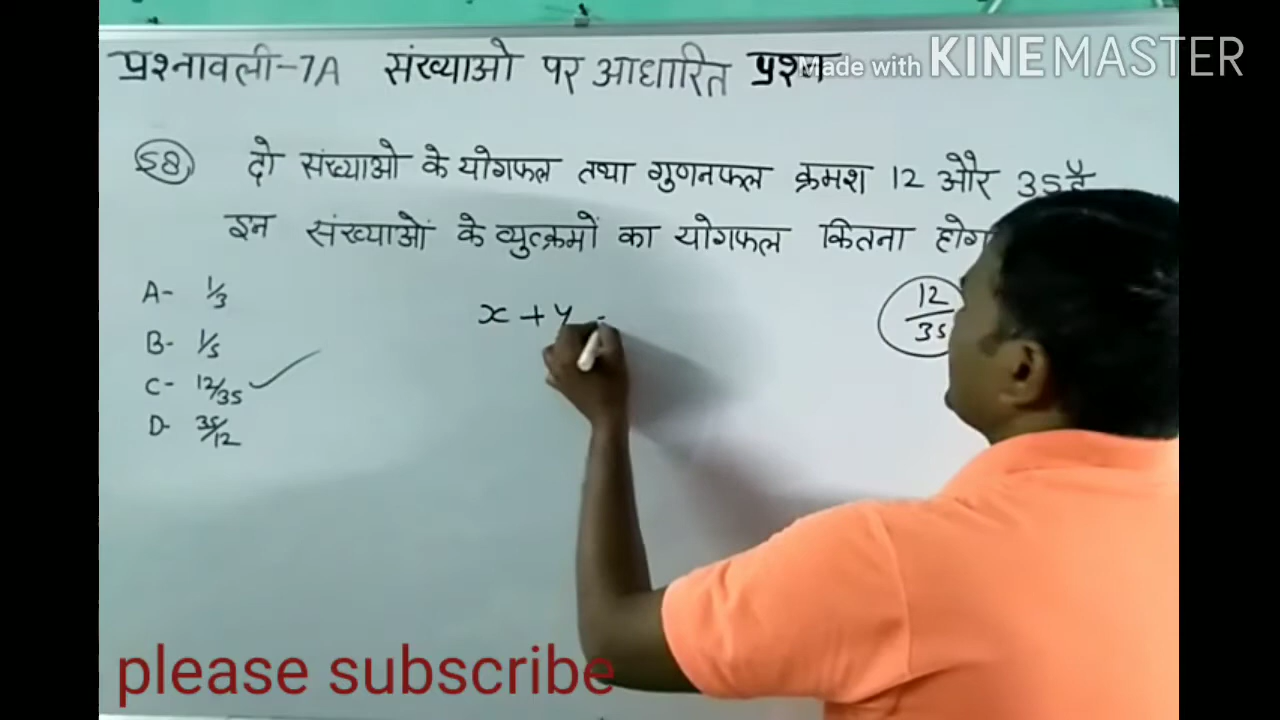 प्रश्नावली-7A संख्याओ पर आधारित प्रश्न
Made with KINEMASTER
58, दो संख्याओ के योगफल तथा गुणनफल क्रमश 12 और 35 है
इन संख्याओं के व्युत्क्रमों का योगफल कितना होग
A- 1/3
B- 1/5
C- 12/35
D- 35/12
x + y =
12/35
please subscribe